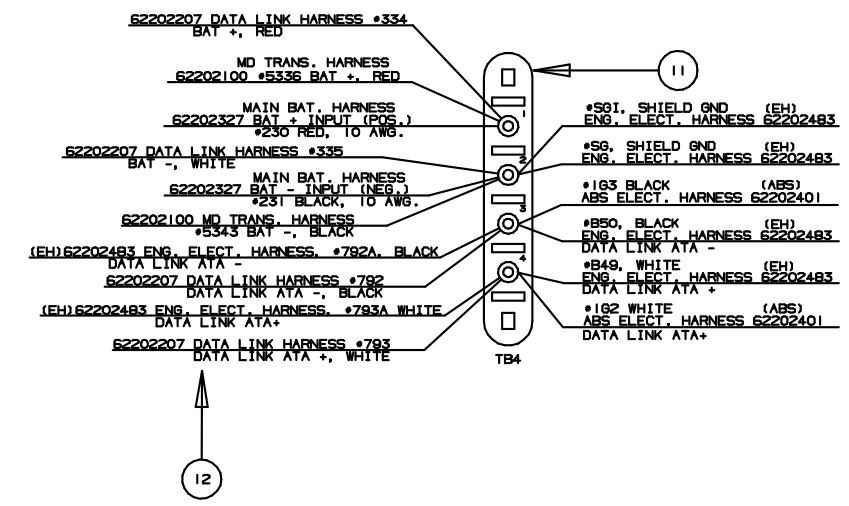 62202207 DATA LINK HARNESS #334
BAT +, RED
MD TRANS. HARNESS
62202100 #5336 BAT +, RED
MAIN BAT. HARNESS
62202327 BAT + INPUT (POS.)
#230 RED, 10 AWG.
62202207 DATA LINK HARNESS #335
BAT -, WHITE
MAIN BAT. HARNESS
62202327 BAT - INPUT (NEG.)
#231 BLACK, 10 AWG.
62202100 MD TRANS. HARNESS
#5343 BAT -, BLACK
(EH)62202483 ENG. ELECT. HARNESS, #792A, BLACK
DATA LINK ATA -
62202207 DATA LINK HARNESS #792
DATA LINK ATA -, BLACK
(EH)62202483 ENG. ELECT. HARNESS, #793A WHITE
DATA LINK ATA+
62202207 DATA LINK HARNESS #793
DATA LINK ATA +, WHITE
12
1
2
3
4
TB4
11
#SG1, SHIELD GND (EH)
ENG. ELECT. HARNESS 62202483
#SG, SHIELD GND (EH)
ENG. ELECT. HARNESS 62202483
#1G3 BLACK (ABS)
ABS ELECT. HARNESS 62202401
#B50, BLACK (EH)
ENG. ELECT. HARNESS 62202483
DATA LINK ATA -
#B49, WHITE (EH)
ENG. ELECT. HARNESS 62202483
DATA LINK ATA +
#1G2 WHITE (ABS)
ABS ELECT. HARNESS 62202401
DATA LINK ATA+